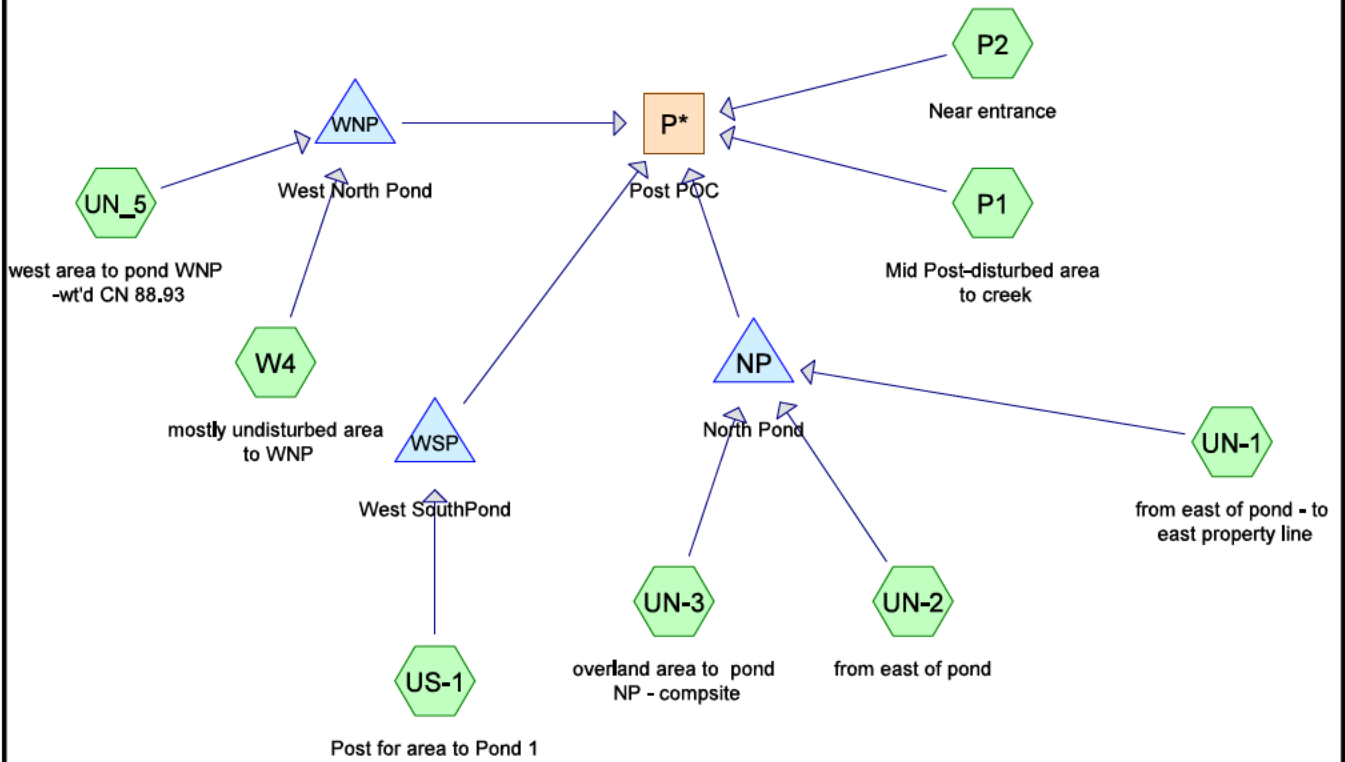 P2
Near entrance
WNP
West North Pond
P*
Post POC
UN_5
west area to pond WNP
-wt'd CN 88.93
P1
Mid Post-disturbed area
to creek
W4
mostly undisturbed area
to WNP
NP
North Pond
WSP
West SouthPond
UN-1
from east of pond - to
east property line
UN-3
overland area to pond
NP - compsite
UN-2
from east of pond
US-1
Post for area to Pond 1